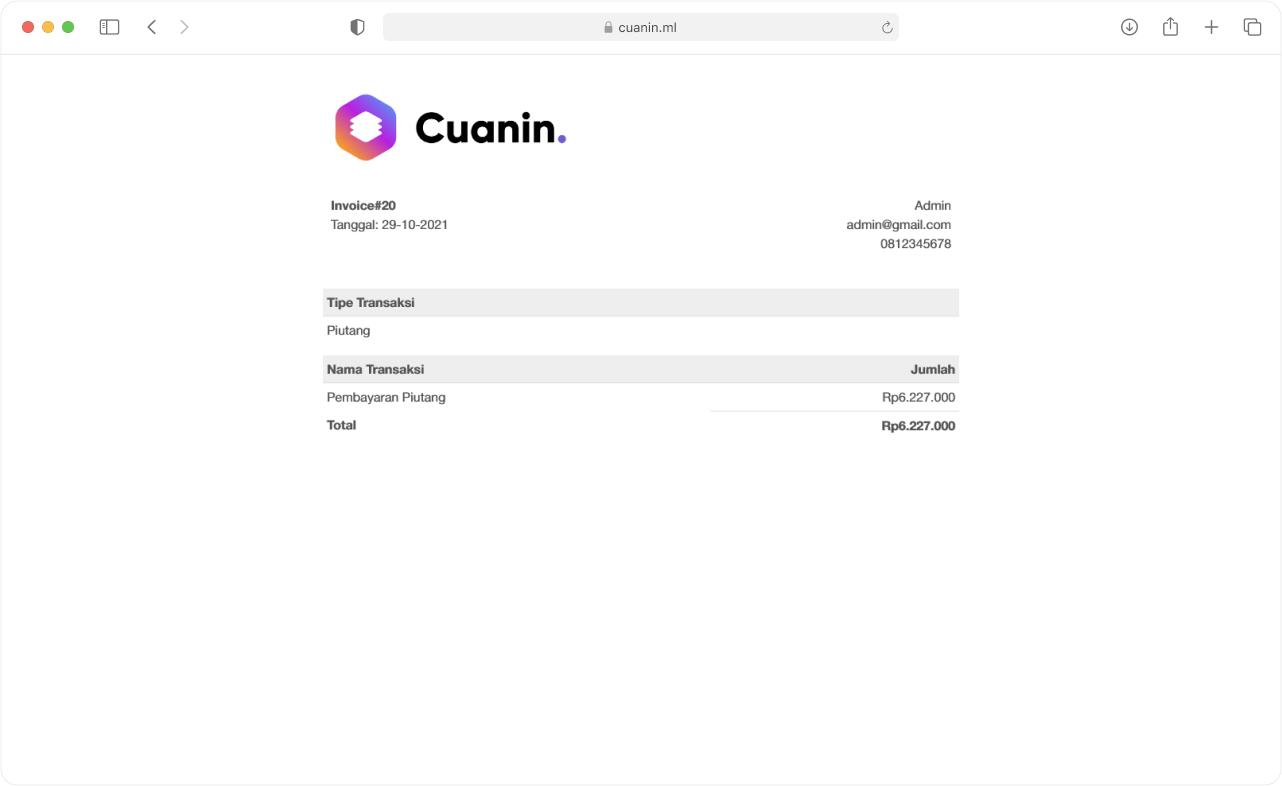 cuanin.ml
Cuanin.
Invoice#20
Tanggal: 29-10-2021
Admin
admin@gmail.com
0812345678
Tipe Transaksi
Piutang
Nama Transaksi Jumlah
Pembayaran Piutang Rp6.227.000
Total Rp6.227.000